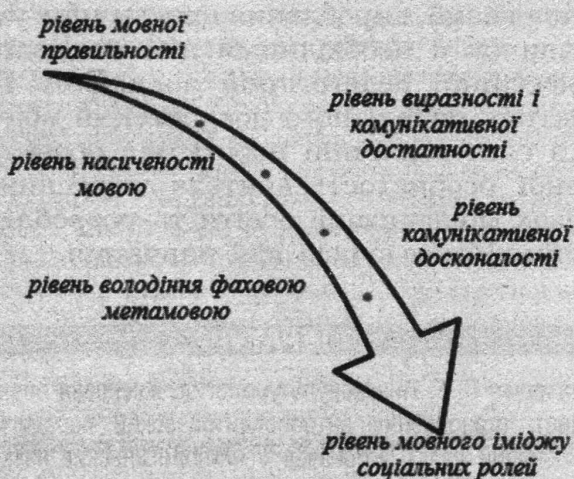 рівень мовної
правильності
рівень виразності і
комунікативної
достатності
рівень насиченості
мовою
рівень
комунікативної
досконалості
рівень володіння фаховою
метамовою
рівень мовного іміджу
соціальних ролей